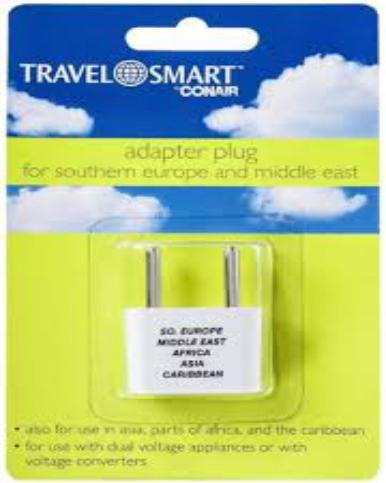 TRAVEL SMART
BY CONAIR
adapter plug
for southern europe and middle east
SO. EUROPE
MIDDLE EAST
AFRICA
ASIA
CARIBBEAN
• also for use in asia, parts of africa, and the caribbean
• for use with dual voltage appliances or with
voltage converters